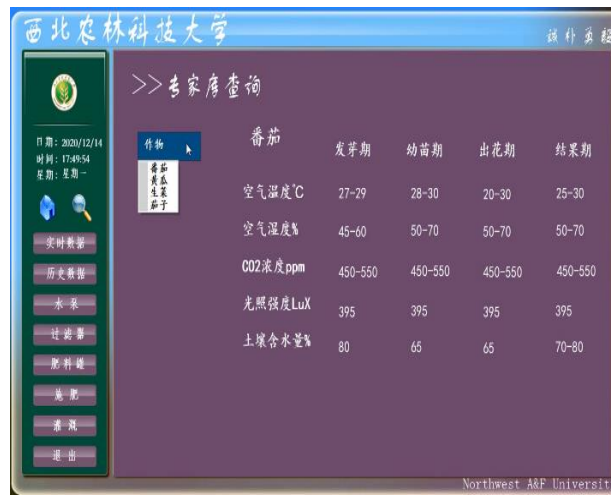 西北农林科技大学
诚朴勇毅
>>专家库查询
日期: 2020/12/14
时间: 17:49:54
星期: 星期一
实时数据
历史数据
水泵
过滤器
肥料罐
施肥
灌溉
退出
作物
番茄
黄瓜
生菜
茄子
番茄 发芽期 幼苗期 出花期 结果期
空气温度℃ 27-29 28-30 20-30 25-30
空气湿度% 45-60 50-70 50-70 50-70
CO2浓度ppm 450-550 450-550 450-550 450-550
光照强度LuX 395 395 395 395
土壤含水量% 80 65 65 70-80
Northwest A&F Universit